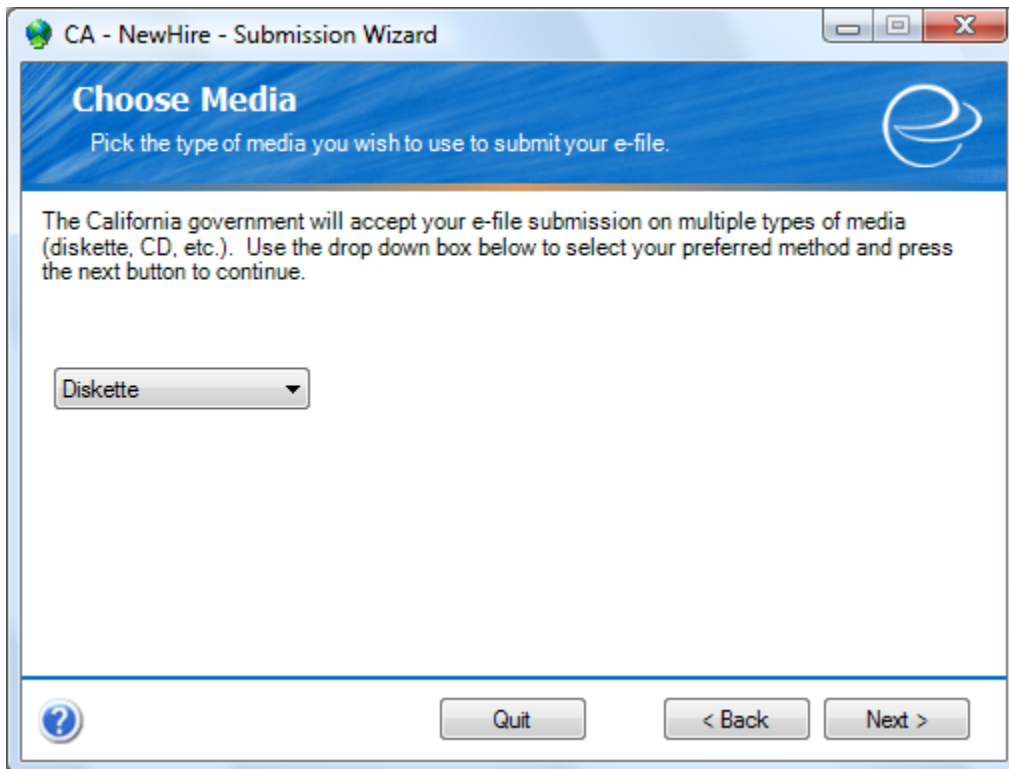 CA - NewHire - Submission Wizard
Choose Media
Pick the type of media you wish to use to submit your e-file.
The California government will accept your e-file submission on multiple types of media
(diskette, CD, etc.).  Use the drop down box below to select your preferred method and press
the next button to continue.
Diskette
Quit
< Back
Next >